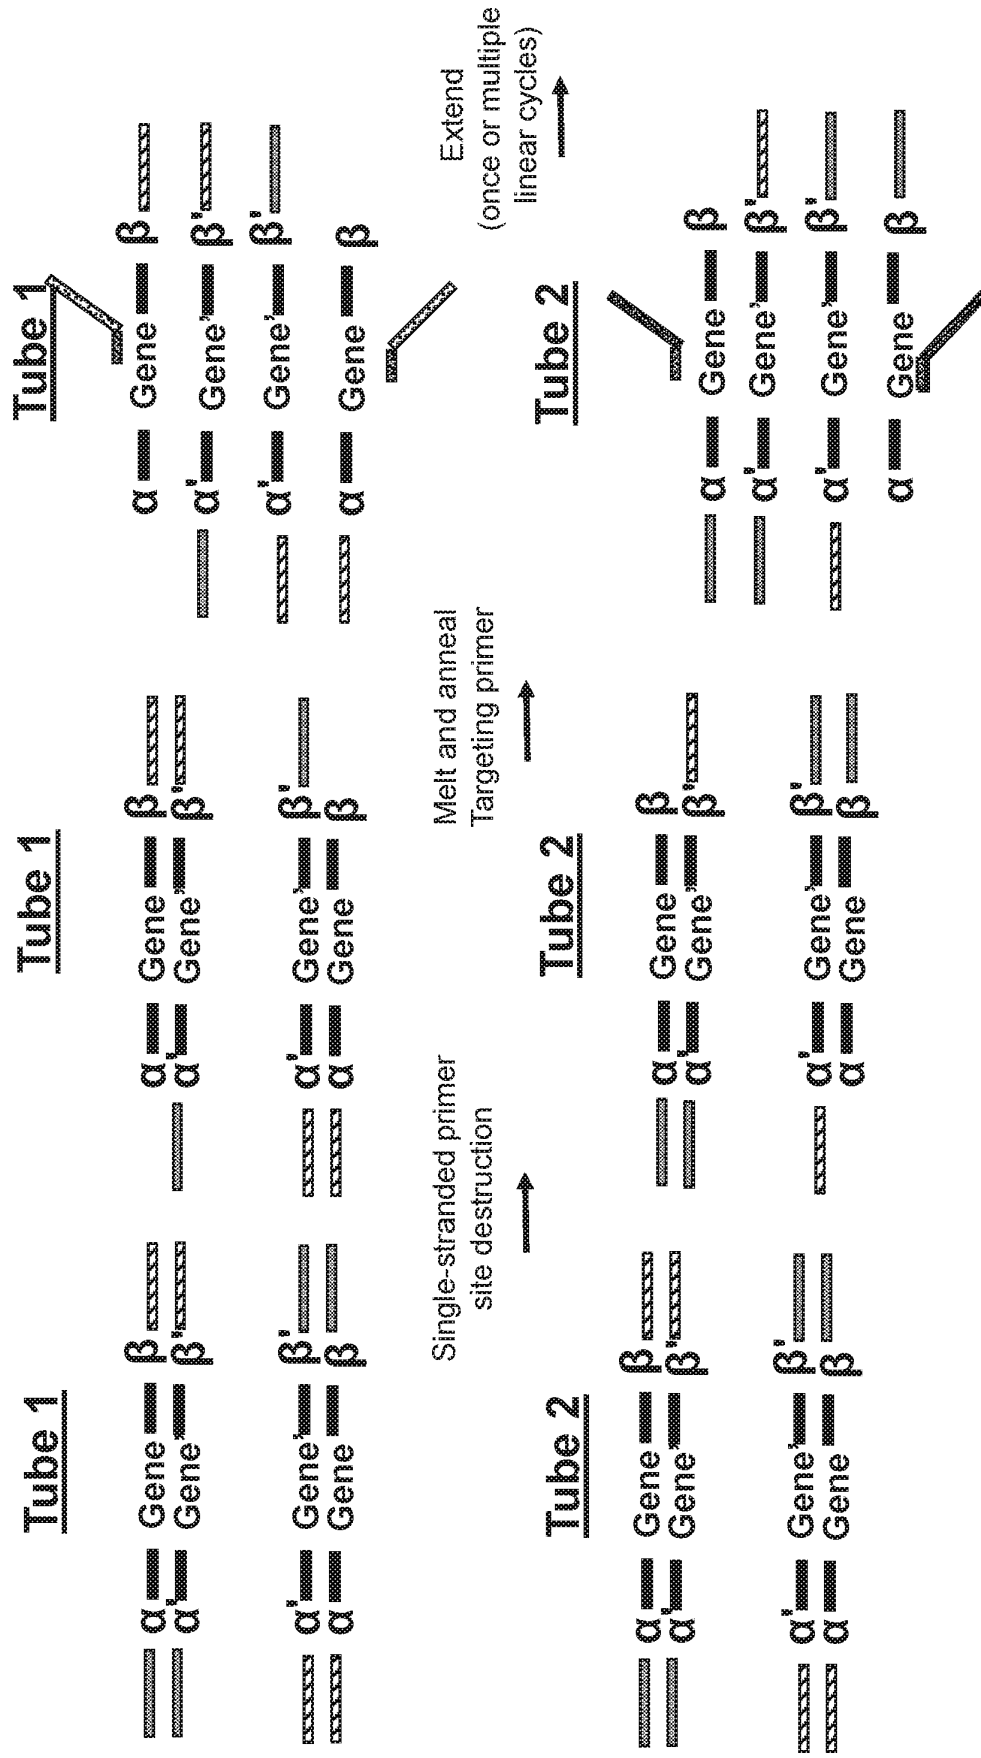 Tube 1
α Gene β
α' Gene' β'
α' Gene' β'
α Gene β
Tube 1
α Gene β
α' Gene' β'
α' Gene' β'
α Gene β
Tube 1
α Gene β
α' Gene' β'
α' Gene' β'
α Gene β
Single-stranded primer
site destruction
Melt and anneal
Targeting primer
Extend
(once or multiple
linear cycles)
Tube 2
α Gene β
α' Gene' β'
α' Gene' β'
α Gene β
Tube 2
α Gene β
α' Gene' β'
α' Gene' β'
α Gene β
Tube 2
α Gene β
α' Gene' β'
α' Gene' β'
α Gene β